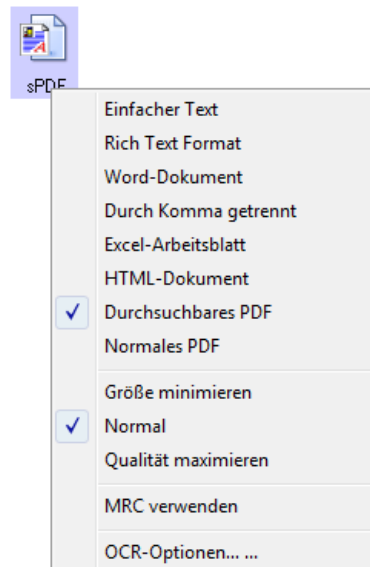 sPDF
Einfacher Text
Rich Text Format
Word-Dokument
Durch Komma getrennt
Excel-Arbeitsblatt
HTML-Dokument
Durchsuchbares PDF
Normales PDF
Größe minimieren
Normal
Qualität maximieren
MRC verwenden
OCR-Optionen... ...